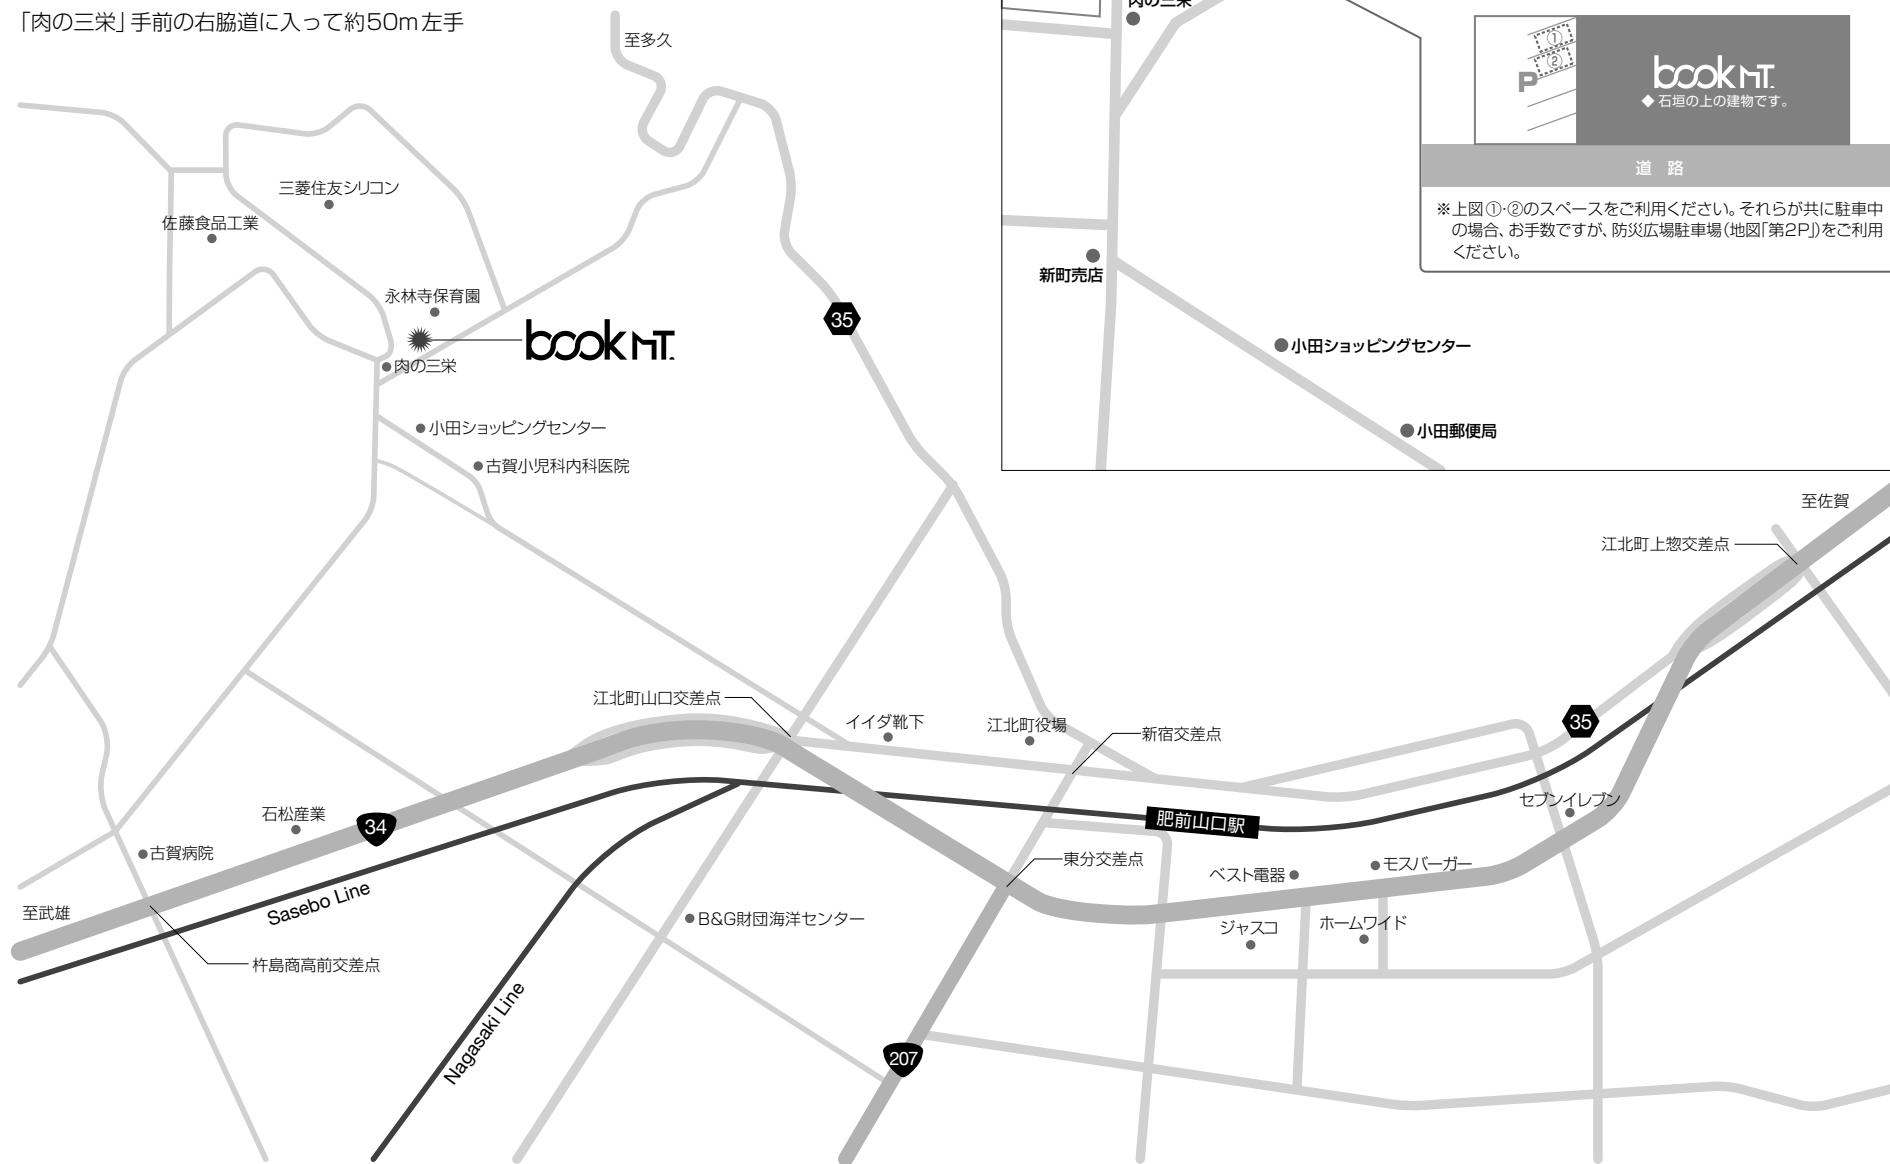 「肉の三栄」手前の右脇道に入って約50m左手
至多久
三菱住友シリコン
佐藤食品工業
永林寺保育園
bookMT.
肉の三栄
小田ショッピングセンター
古賀小児科内科医院
35
肉の三栄
新町売店
小田ショッピングセンター
小田郵便局
①
②
P
bookMT.
◆石垣の上の建物です。
道 路
※上図①・②のスペースをご利用ください。それらが共に駐車中
の場合、お手数ですが、防災広場駐車場(地図「第2P」)をご利用
ください。
至佐賀
江北町上惣交差点
江北町山口交差点
イイダ靴下
江北町役場
新宿交差点
35
セブンイレブン
石松産業
34
古賀病院
肥前山口駅
東分交差点
ベスト電器
モスバーガー
至武雄
Sasebo Line
B&G財団海洋センター
ジャスコ
ホームワイド
杵島商高前交差点
Nagasaki Line
207